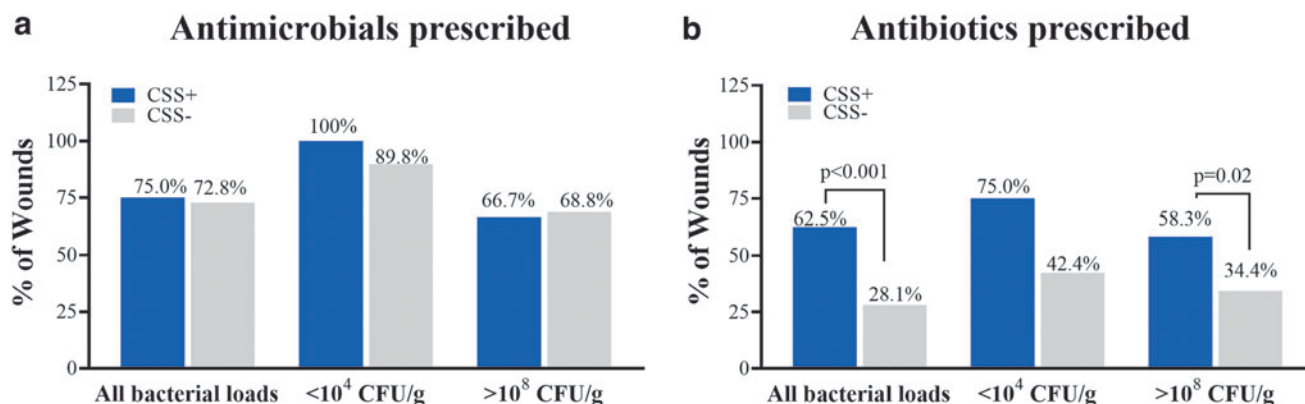 a Antimicrobials prescribed
% of Wounds
125
100
75
50
25
0
CSS+
CSS-
75.0% 72.8%
100%
89.8%
66.7% 68.8%
All bacterial loads <10⁴ CFU/g >10⁸ CFU/g
b Antibiotics prescribed
% of Wounds
125
100
75
50
25
0
CSS+
CSS-
p<0.001
62.5%
28.1%
75.0%
42.4%
p=0.02
58.3%
34.4%
All bacterial loads <10⁴ CFU/g >10⁸ CFU/g